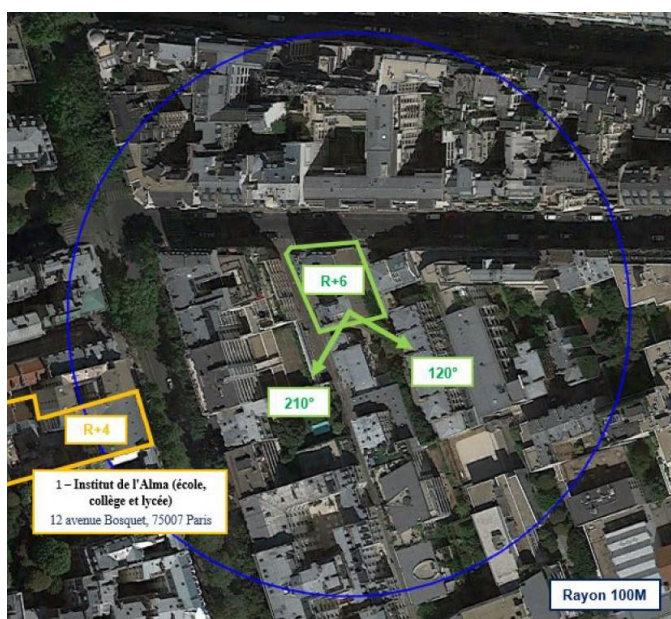 R+6
120°
210°
R+4
1 – Institut de l'Alma (école,
collège et lycée)
12 avenue Bosquet, 75007 Paris
Rayon 100M